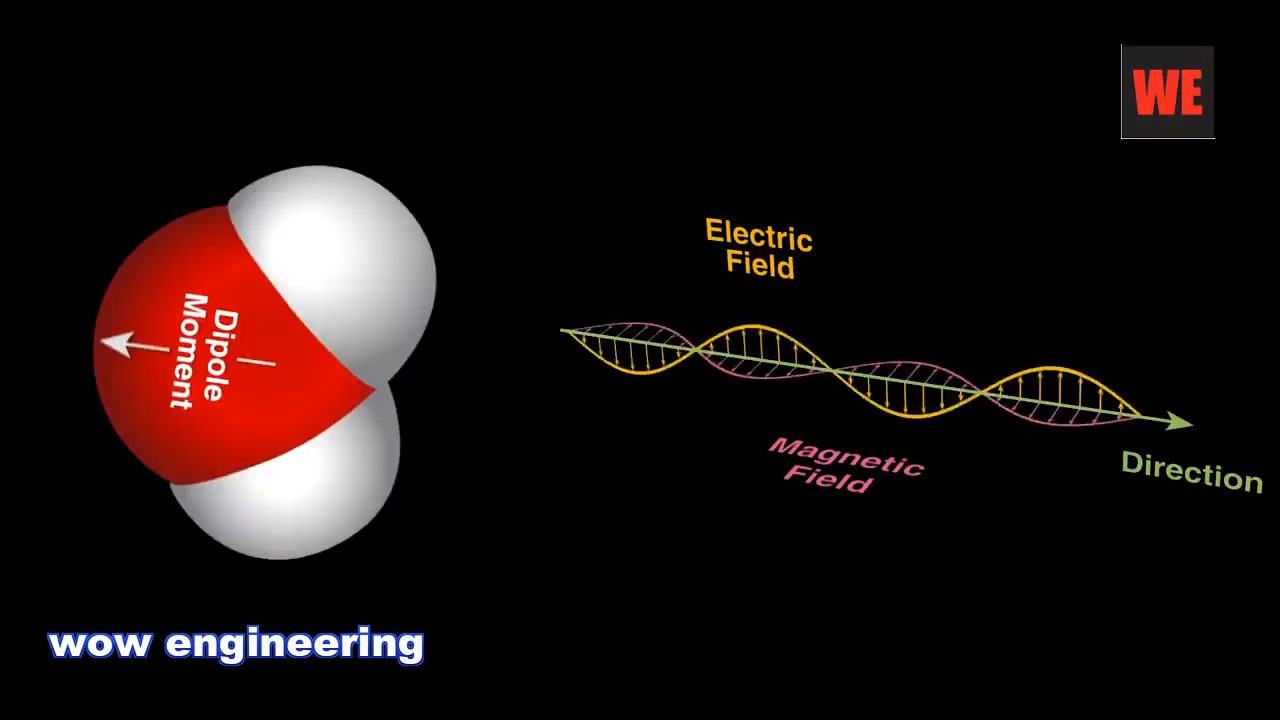 WE
Electric
Field
Dipole
Moment
Magnetic
Field
Direction
wow engineering